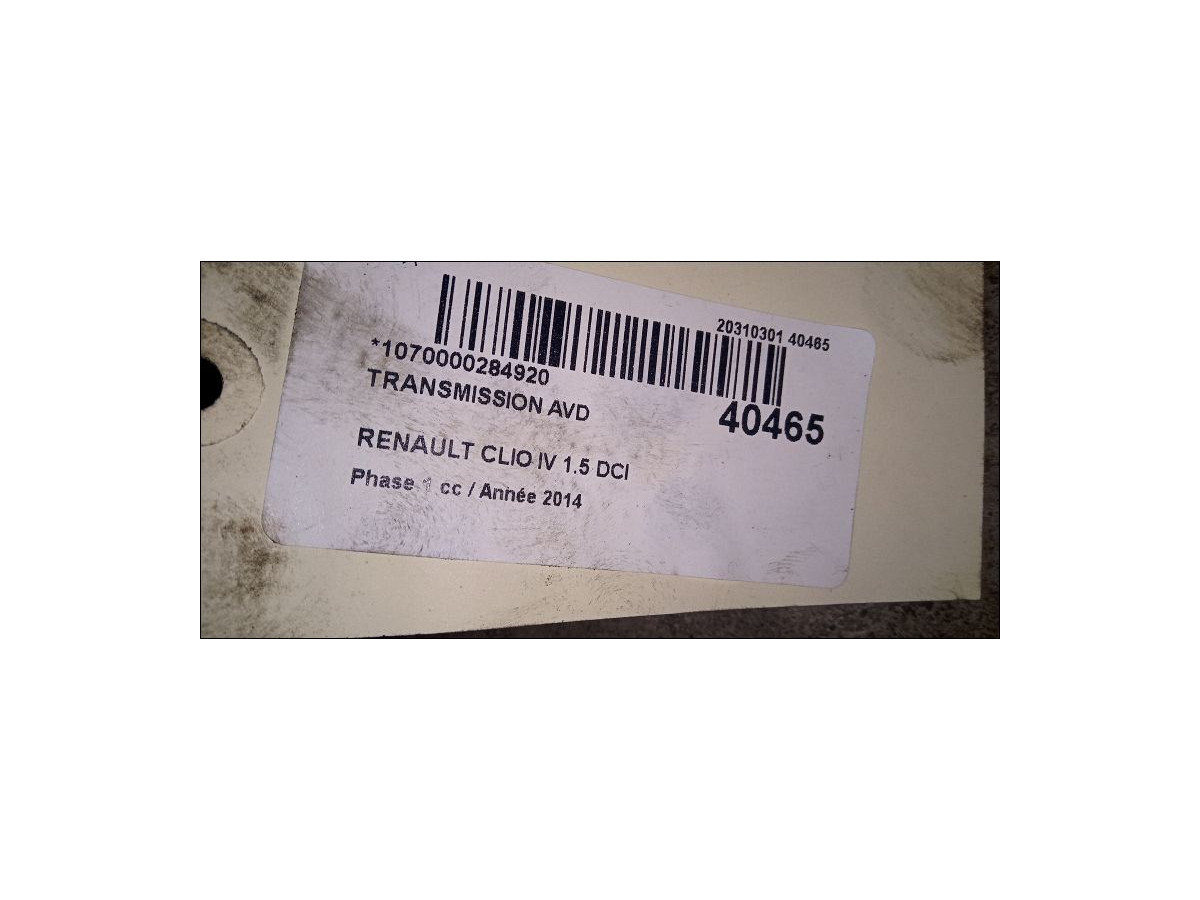 20310301 40465
*1070000284920
TRANSMISSION AVD
40465
RENAULT CLIO IV 1.5 DCI
Phase 1 cc / Année 2014